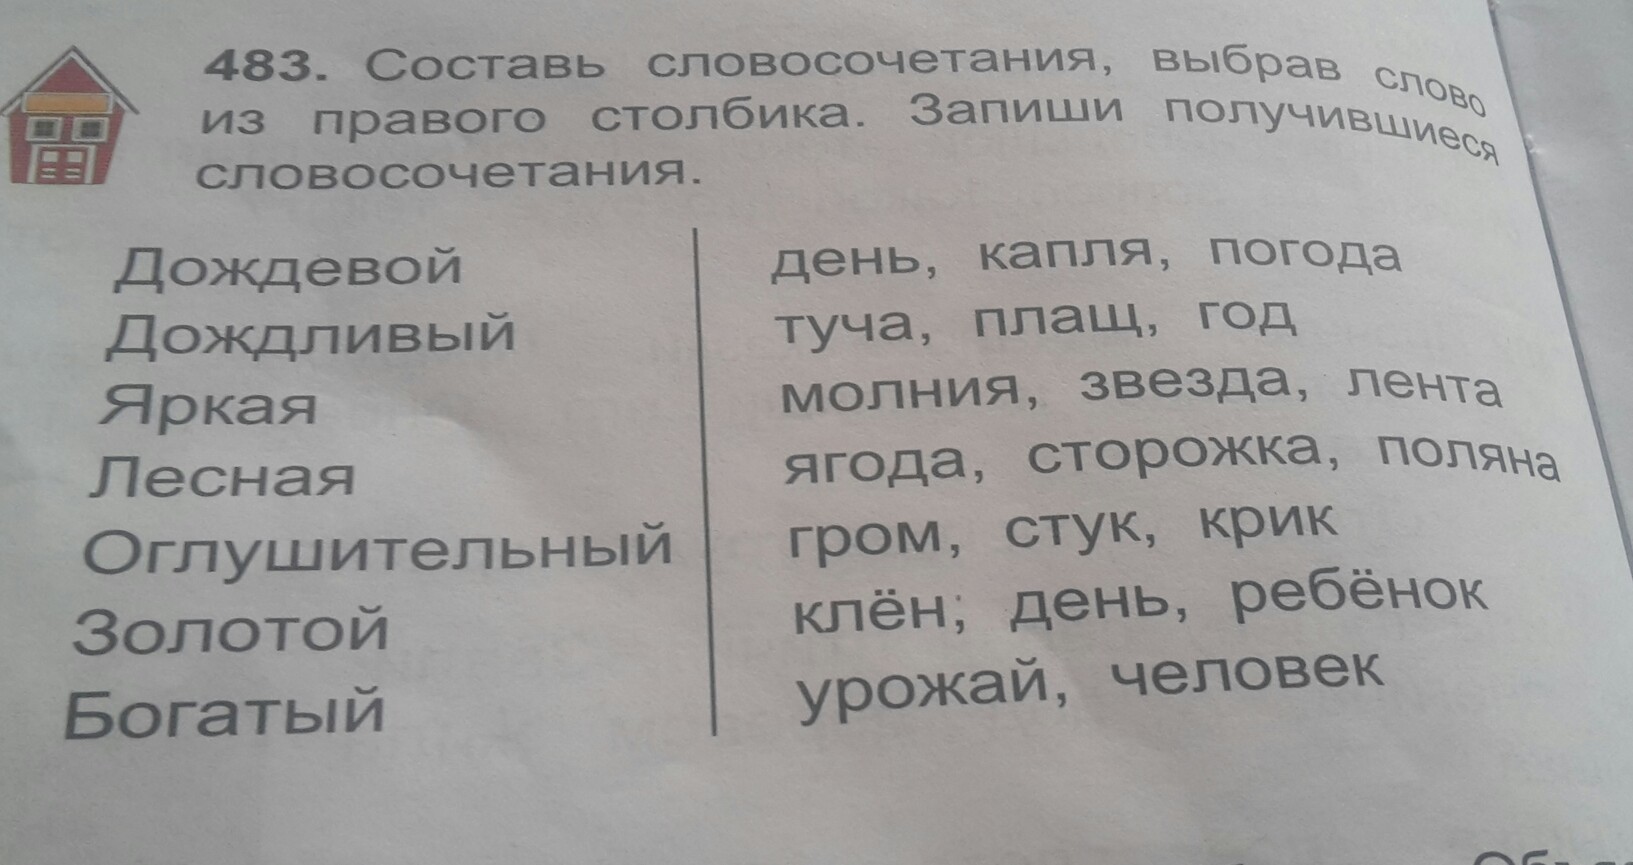 483. Составь словосочетания, выбрав слово
из правого столбика. Запиши получившиеся
словосочетания.
Дождевой день, капля, погода
Дождливый туча, плащ, год
Яркая молния, звезда, лента
Лесная ягода, сторожка, поляна
Оглушительный гром, стук, крик
Золотой клён; день, ребёнок
Богатый урожай, человек